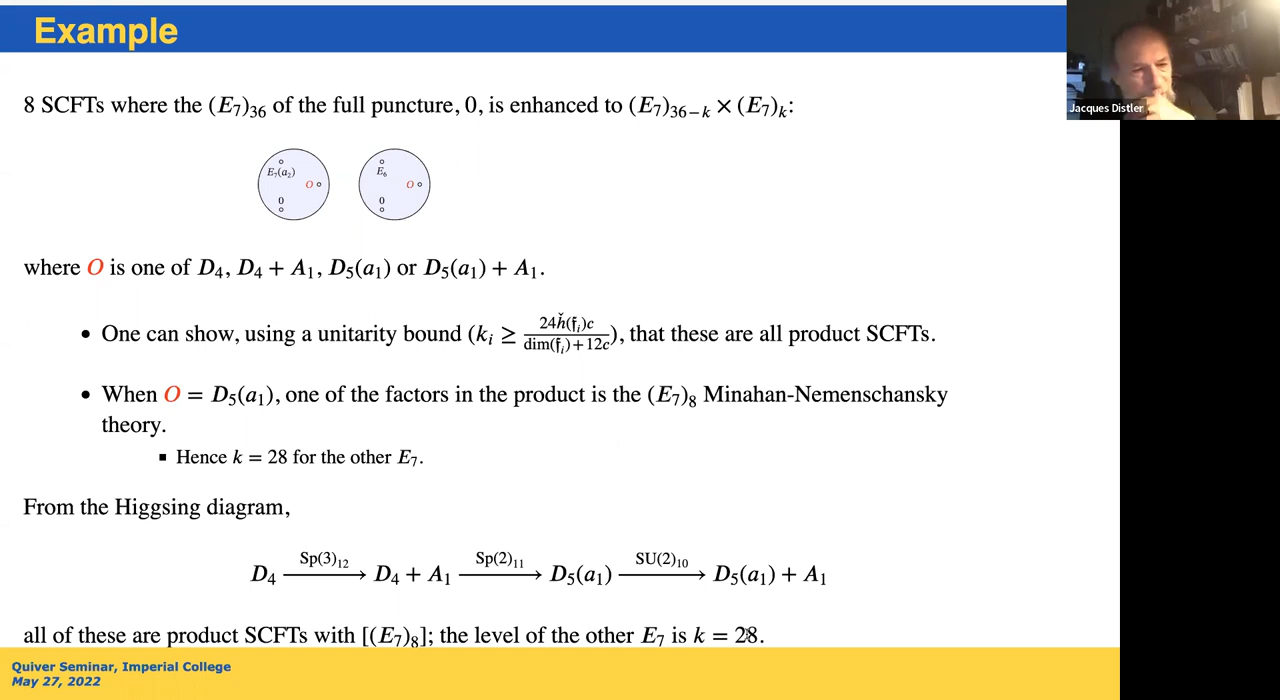 Example
Jacques Distler
8 SCFTs where the (E₇)₃₆ of the full puncture, 0, is enhanced to (E₇)₃₆₋ₖ × (E₇)ₖ:
E₇(a₂) O 0
E₆ O 0
where O is one of D₄, D₄ + A₁, D₅(a₁) or D₅(a₁) + A₁.
• One can show, using a unitarity bound (kᵢ ≥ 24ȟ(𝔣ᵢ)c / dim(𝔣ᵢ)+12c), that these are all product SCFTs.
• When O = D₅(a₁), one of the factors in the product is the (E₇)₈ Minahan-Nemenschansky
theory.
▪ Hence k = 28 for the other E₇.
From the Higgsing diagram,
D₄ —Sp(3)₁₂→ D₄ + A₁ —Sp(2)₁₁→ D₅(a₁) —SU(2)₁₀→ D₅(a₁) + A₁
all of these are product SCFTs with [(E₇)₈]; the level of the other E₇ is k = 28.
Quiver Seminar, Imperial College
May 27, 2022